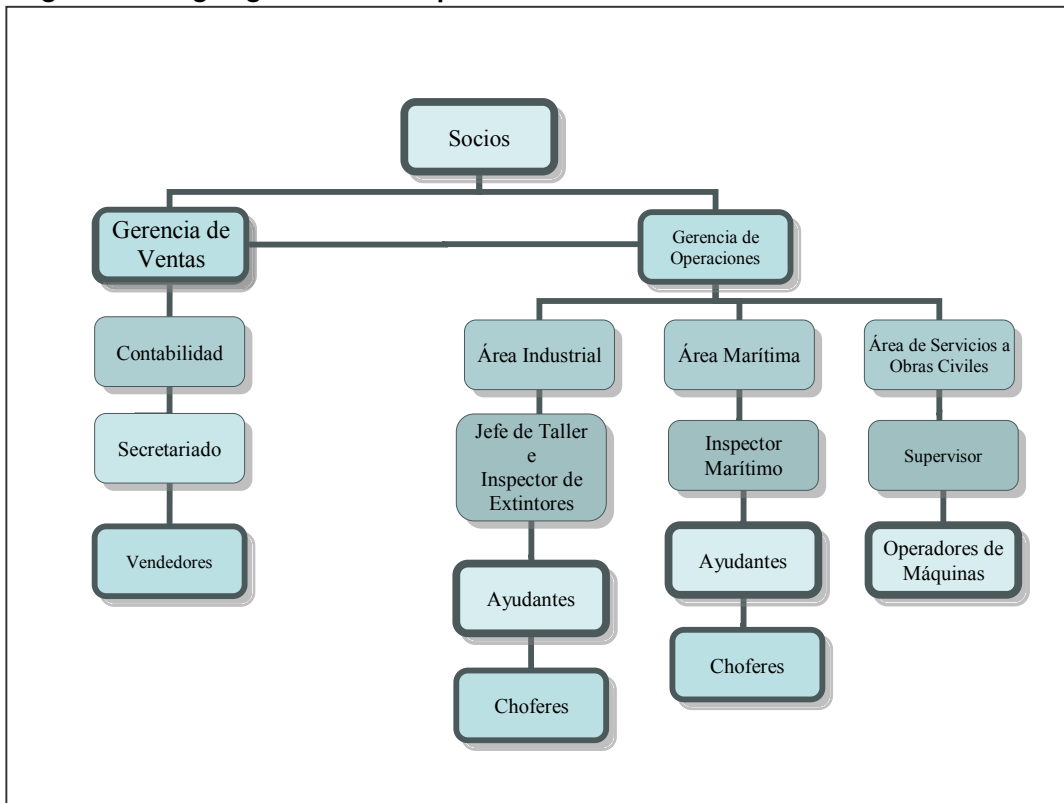 Socios
Gerencia de
Ventas
Gerencia de
Operaciones
Contabilidad
Área Industrial
Área Marítima
Área de Servicios a
Obras Civiles
Secretariado
Jefe de Taller
e
Inspector de
Extintores
Inspector
Marítimo
Supervisor
Vendedores
Ayudantes
Ayudantes
Operadores de
Máquinas
Choferes
Choferes